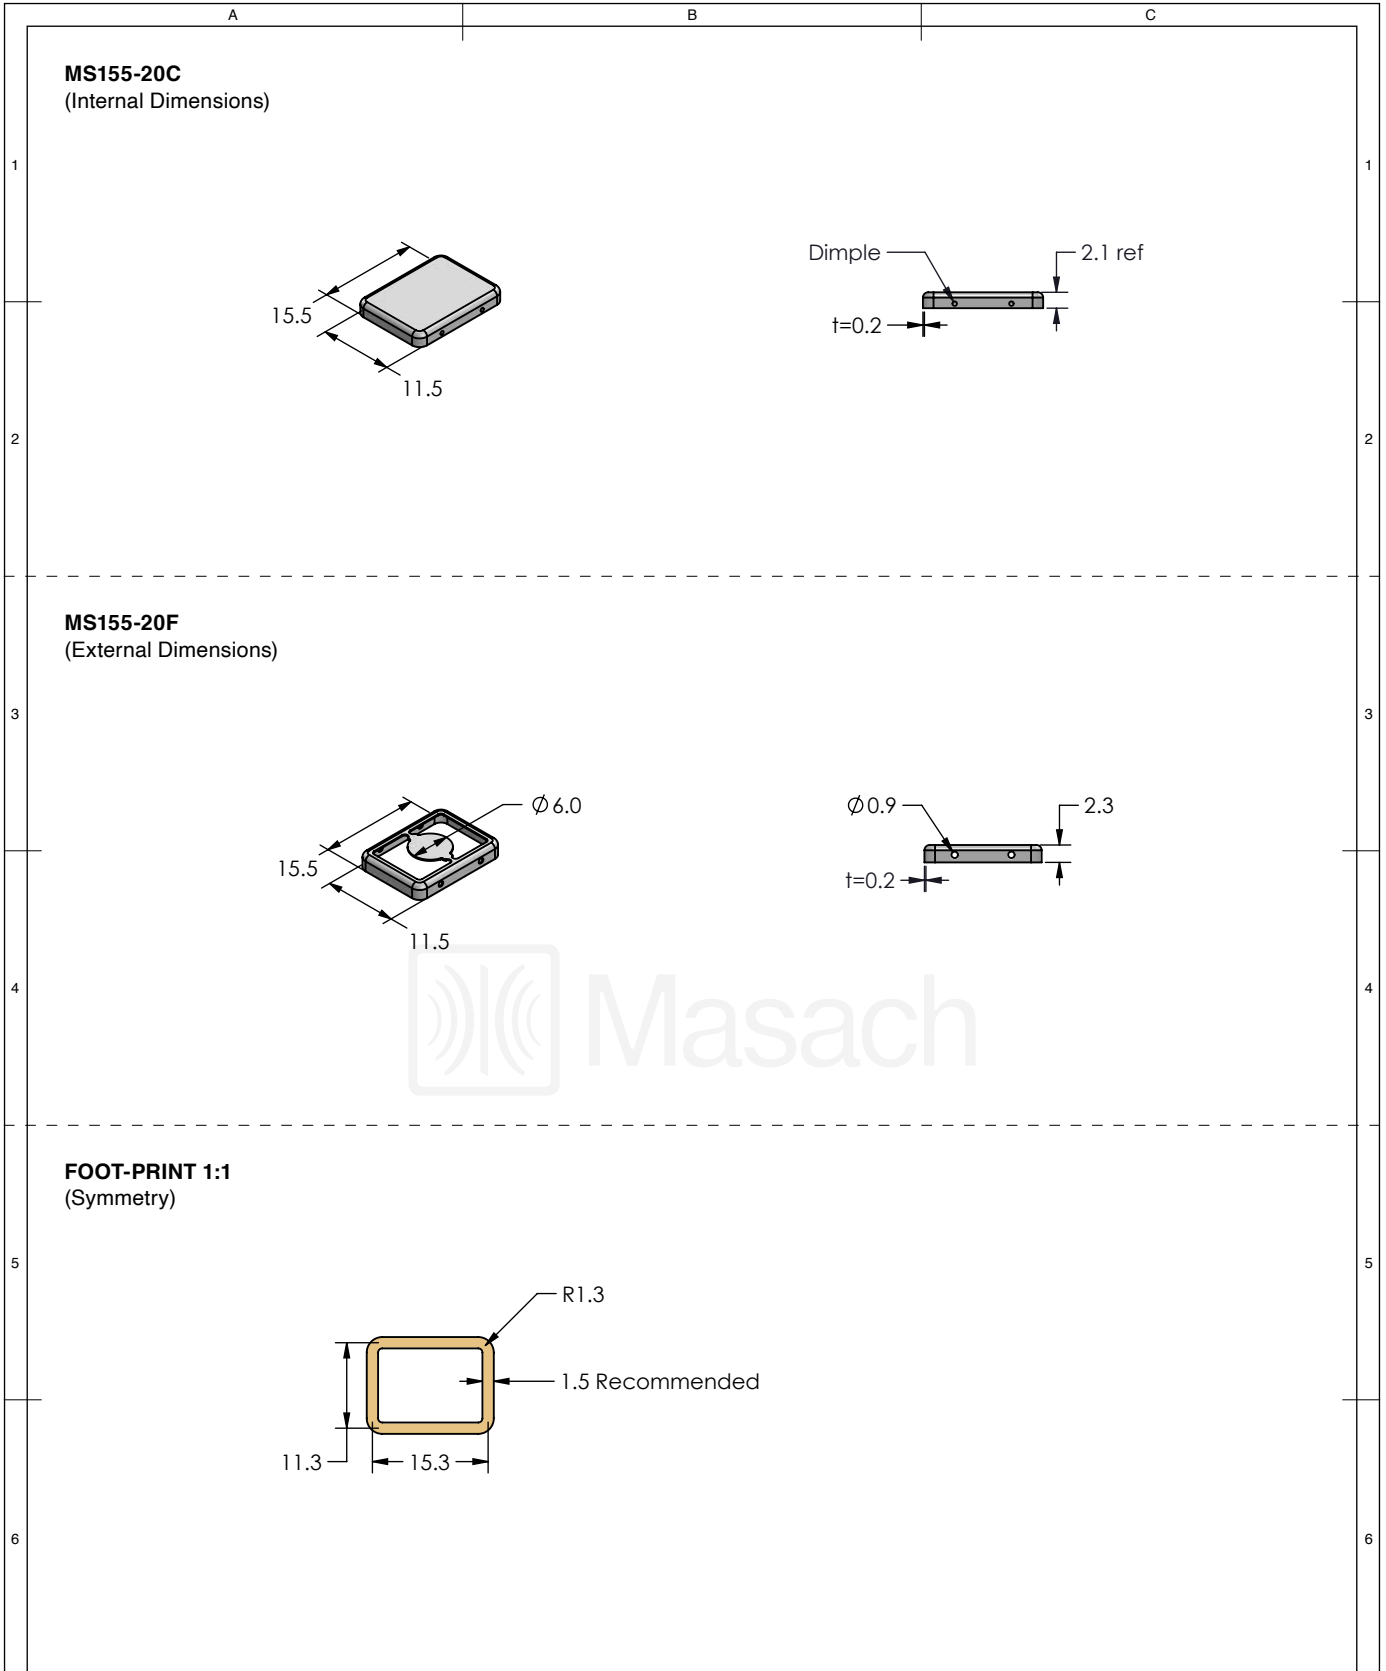 A B C
MS155-20C
(Internal Dimensions)
1 1
Dimple 2.1 ref
15.5
t=0.2
11.5
2 2
MS155-20F
(External Dimensions)
3 3
Ø6.0 Ø0.9 2.3
15.5
t=0.2
11.5
4 4
Masach
FOOT-PRINT 1:1
(Symmetry)
5 5
R1.3
1.5 Recommended
11.3 15.3
6 6